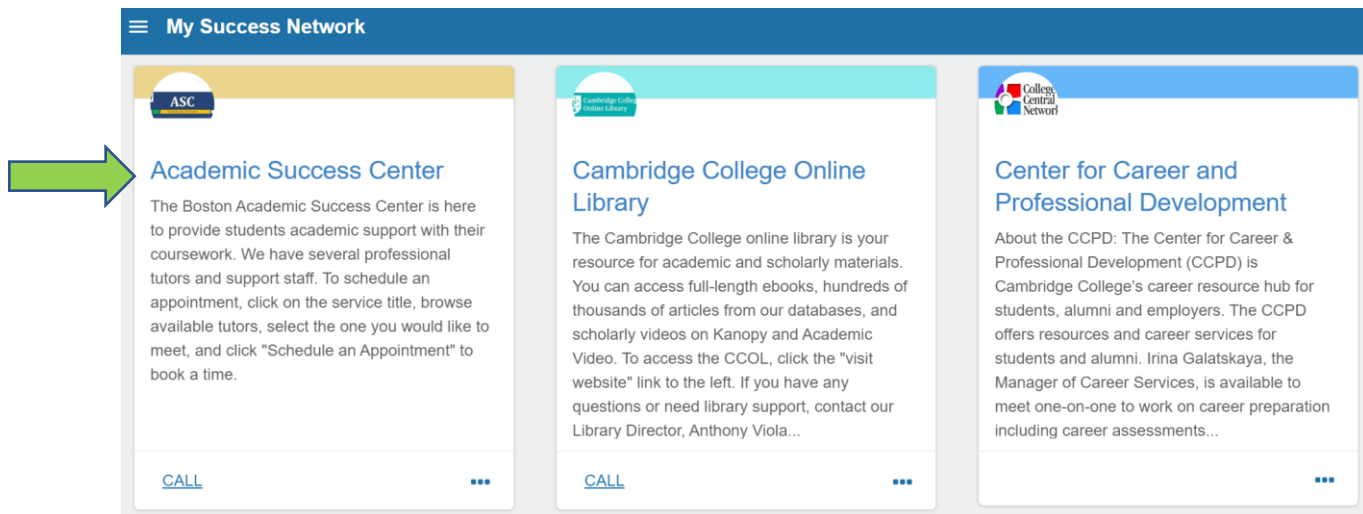 My Success Network
ASC
Academic Success Center
The Boston Academic Success Center is here
to provide students academic support with their
coursework. We have several professional
tutors and support staff. To schedule an
appointment, click on the service title, browse
available tutors, select the one you would like to
meet, and click "Schedule an Appointment" to
book a time.
CALL
Cambridge Colleg
Online Library
Cambridge College Online
Library
The Cambridge College online library is your
resource for academic and scholarly materials.
You can access full-length ebooks, hundreds of
thousands of articles from our databases, and
scholarly videos on Kanopy and Academic
Video. To access the CCOL, click the "visit
website" link to the left. If you have any
questions or need library support, contact our
Library Director, Anthony Viola...
CALL
College
Central
Network
Center for Career and
Professional Development
About the CCPD: The Center for Career &
Professional Development (CCPD) is
Cambridge College's career resource hub for
students, alumni and employers. The CCPD
offers resources and career services for
students and alumni. Irina Galatskaya, the
Manager of Career Services, is available to
meet one-on-one to work on career preparation
including career assessments...